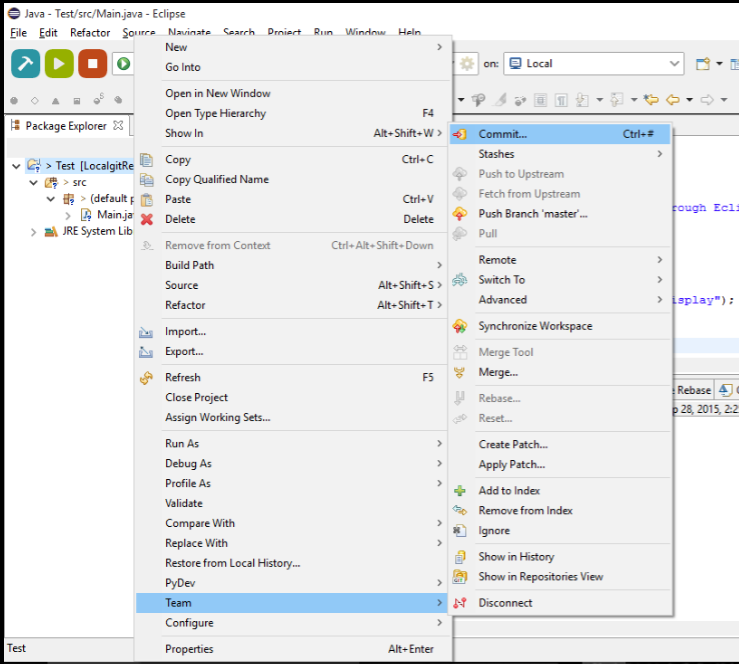 Java - Test/src/Main.java - Eclipse
File Edit Refactor Source Navigate Search Project Run Window Help
on: Local
Package Explorer
> Test [LocalgitRe
> src
> (default p
Main.ja
JRE System Lib
New
Go Into
Open in New Window
Open Type Hierarchy F4
Show In Alt+Shift+W >
Copy Ctrl+C
Copy Qualified Name
Paste Ctrl+V
Delete Delete
Remove from Context Ctrl+Alt+Shift+Down
Build Path
Source Alt+Shift+S >
Refactor Alt+Shift+T >
Import...
Export...
Refresh F5
Close Project
Assign Working Sets...
Run As
Debug As
Profile As
Validate
Compare With
Replace With
Restore from Local History...
PyDev
Team
Configure
Properties Alt+Enter
Commit... Ctrl+#
Stashes
Push to Upstream
Fetch from Upstream
Push Branch 'master'...
Pull
Remote
Switch To
Advanced
Synchronize Workspace
Merge Tool
Merge...
Rebase...
Reset...
Create Patch...
Apply Patch...
Add to Index
Remove from Index
Ignore
Show in History
Show in Repositories View
Disconnect
rough Ecli
isplay");
Rebase
p 28, 2015, 2:2
Test